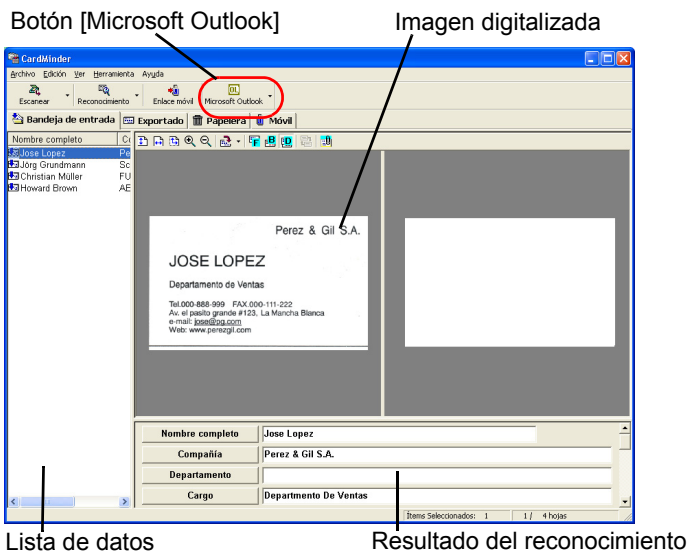 Botón [Microsoft Outlook]
Imagen digitalizada
CardMinder
Archivo Edición Ver Herramienta Ayuda
Escanear Reconocimiento Enlace móvil Microsoft Outlook
Bandeja de entrada Exportado Papelera Móvil
Nombre completo
Jose Lopez Pe
Jörg Grundmann Sc
Christian Müller FU
Howard Brown AE
Perez & Gil S.A.
JOSE LOPEZ
Departamento de Ventas
Tel.000-888-999 FAX.000-111-222
Av. el pasito grande #123, La Mancha Blanca
e-mail: jose@pg.com
Web: www.perezgil.com
Nombre completo Jose Lopez
Compañía Perez & Gil S.A.
Departamento
Cargo Departmento De Ventas
Ítems Seleccionados: 1 1 / 4 hojas
Lista de datos
Resultado del reconocimiento